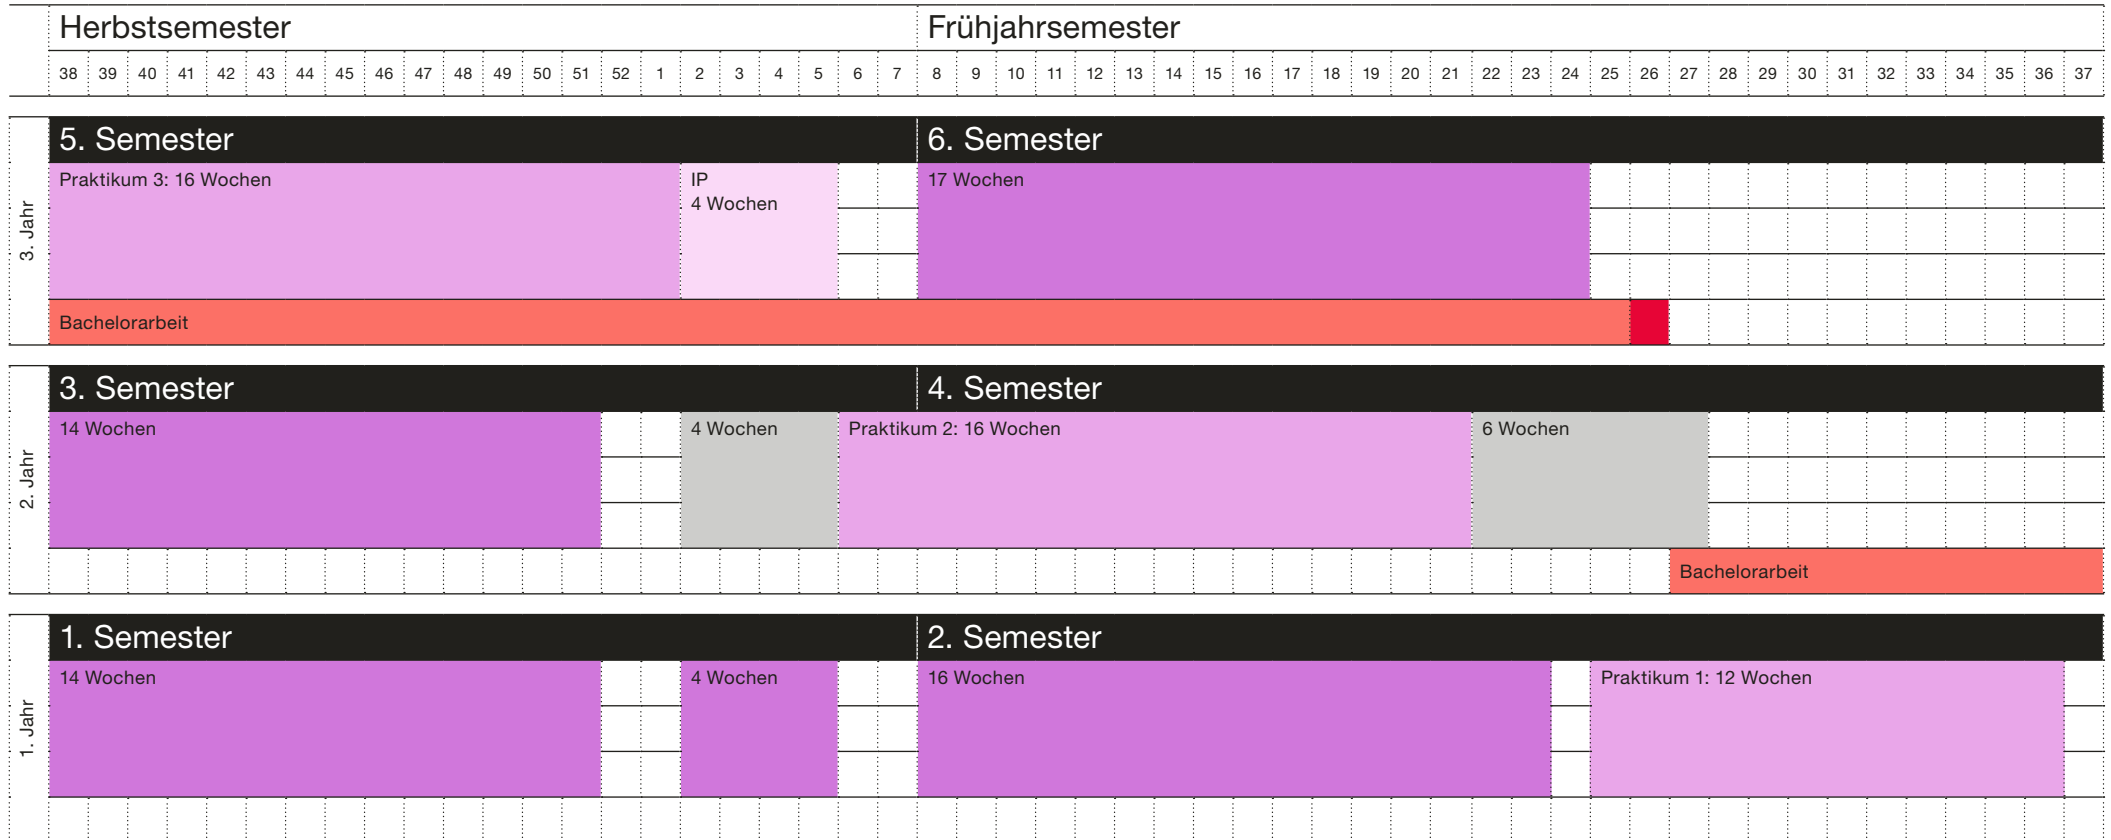 Herbstsemester Frühjahrsemester
38 39 40 41 42 43 44 45 46 47 48 49 50 51 52 1 2 3 4 5 6 7 8 9 10 11 12 13 14 15 16 17 18 19 20 21 22 23 24 25 26 27 28 29 30 31 32 33 34 35 36 37
3. Jahr
5. Semester 6. Semester
Praktikum 3: 16 Wochen IP 17 Wochen
4 Wochen
Bachelorarbeit
2. Jahr
3. Semester 4. Semester
14 Wochen 4 Wochen Praktikum 2: 16 Wochen 6 Wochen
Bachelorarbeit
1. Jahr
1. Semester 2. Semester
14 Wochen 4 Wochen 16 Wochen Praktikum 1: 12 Wochen